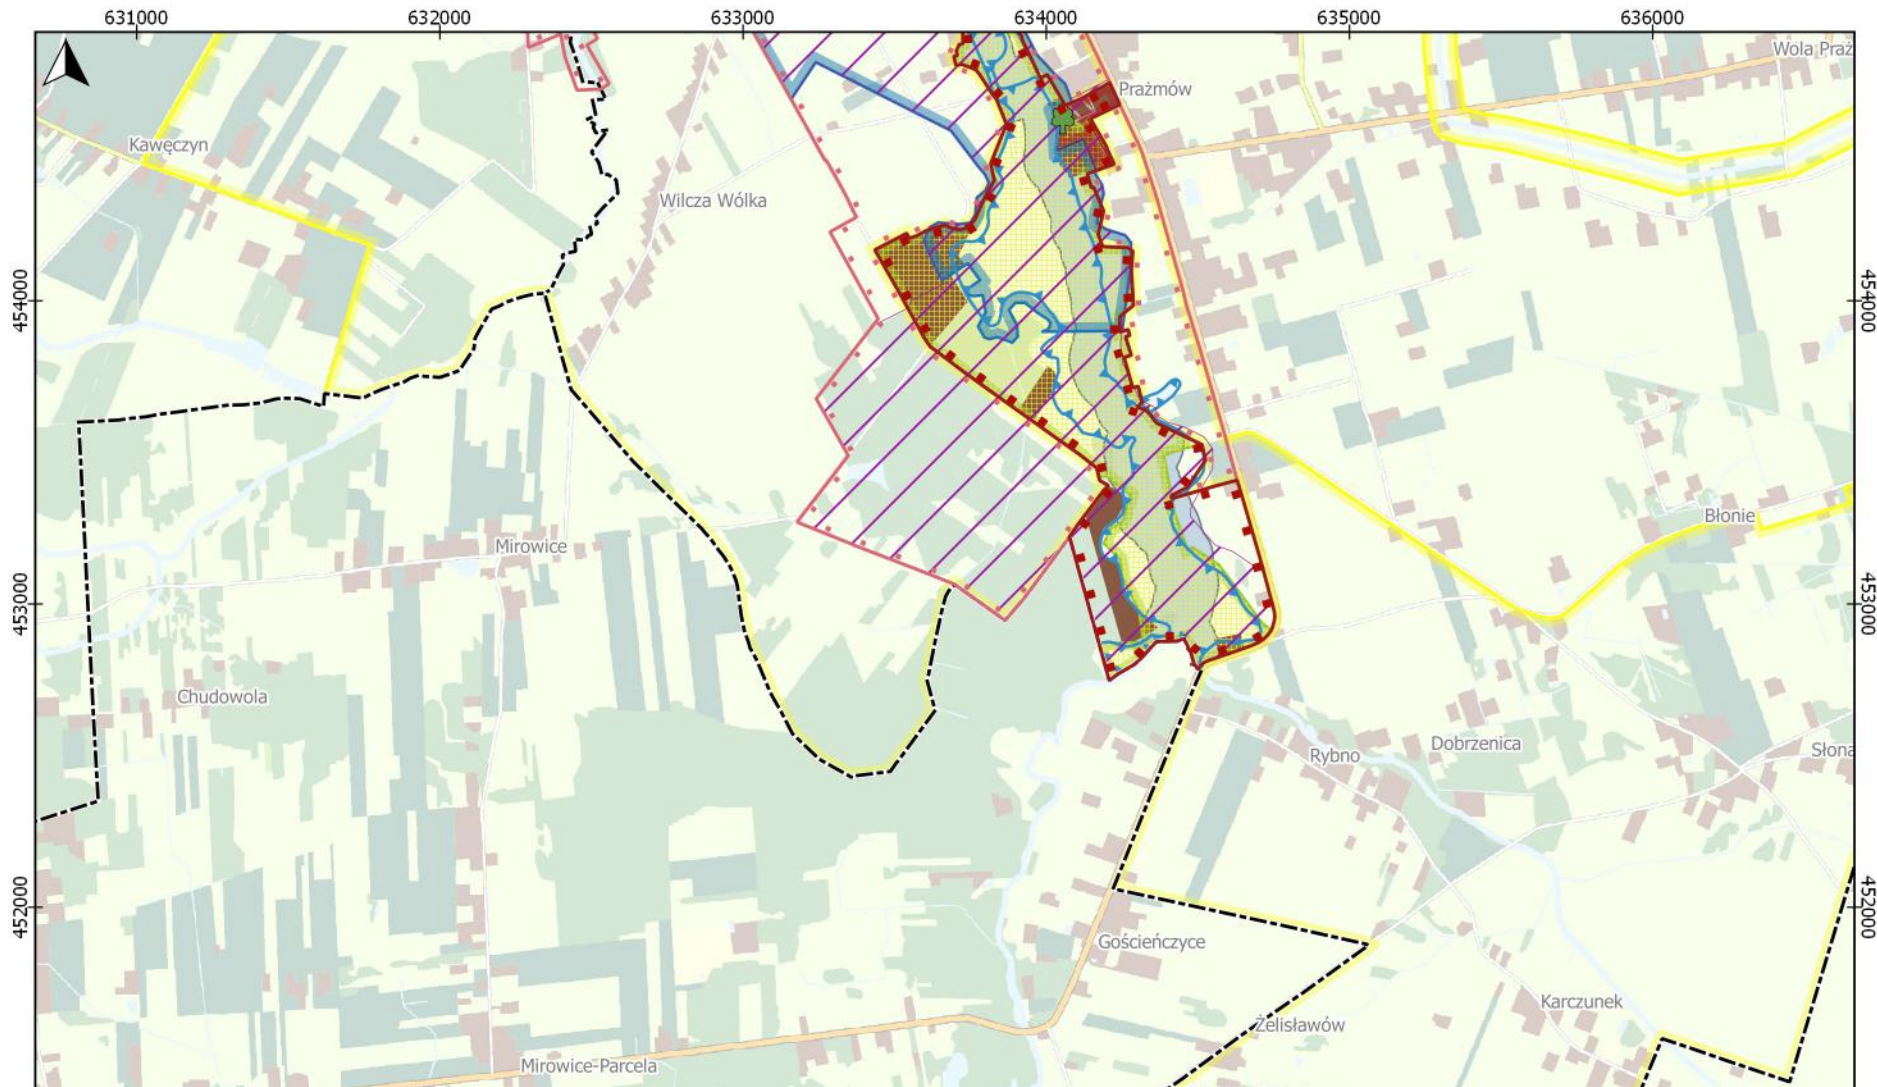 631000 632000 633000 634000 635000 636000
Wola Praż
Prażmów
Kawęczyn
Wilcza Wólka
454000 454000
Błonie
Mirowice
453000 453000
Chudowola
Dobrzenica
Słona
Rybno
452000 452000
Gościeńczyce
Karczunek
Żelisławów
Mirowice-Parcela